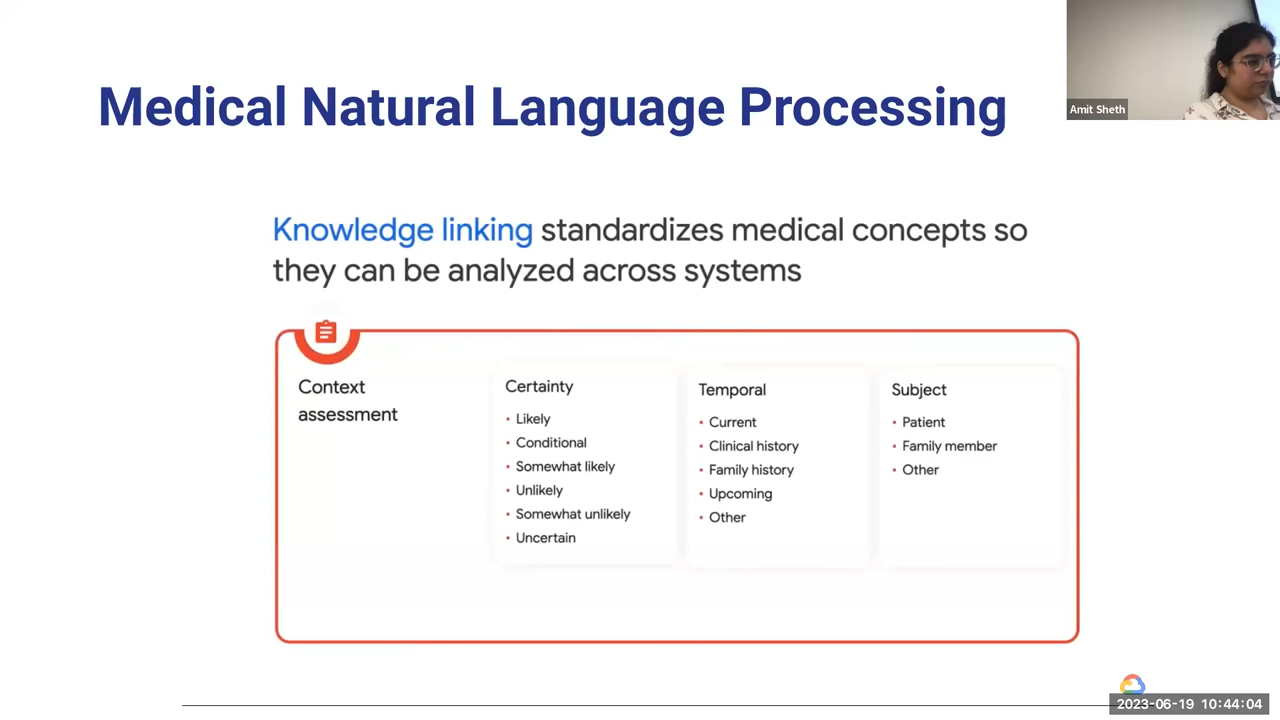 Medical Natural Language Processing
Amit Sheth
Knowledge linking standardizes medical concepts so
they can be analyzed across systems
Context
assessment
Certainty
• Likely
• Conditional
• Somewhat likely
• Unlikely
• Somewhat unlikely
• Uncertain
Temporal
• Current
• Clinical history
• Family history
• Upcoming
• Other
Subject
• Patient
• Family member
• Other
2023-06-19 10:44:04